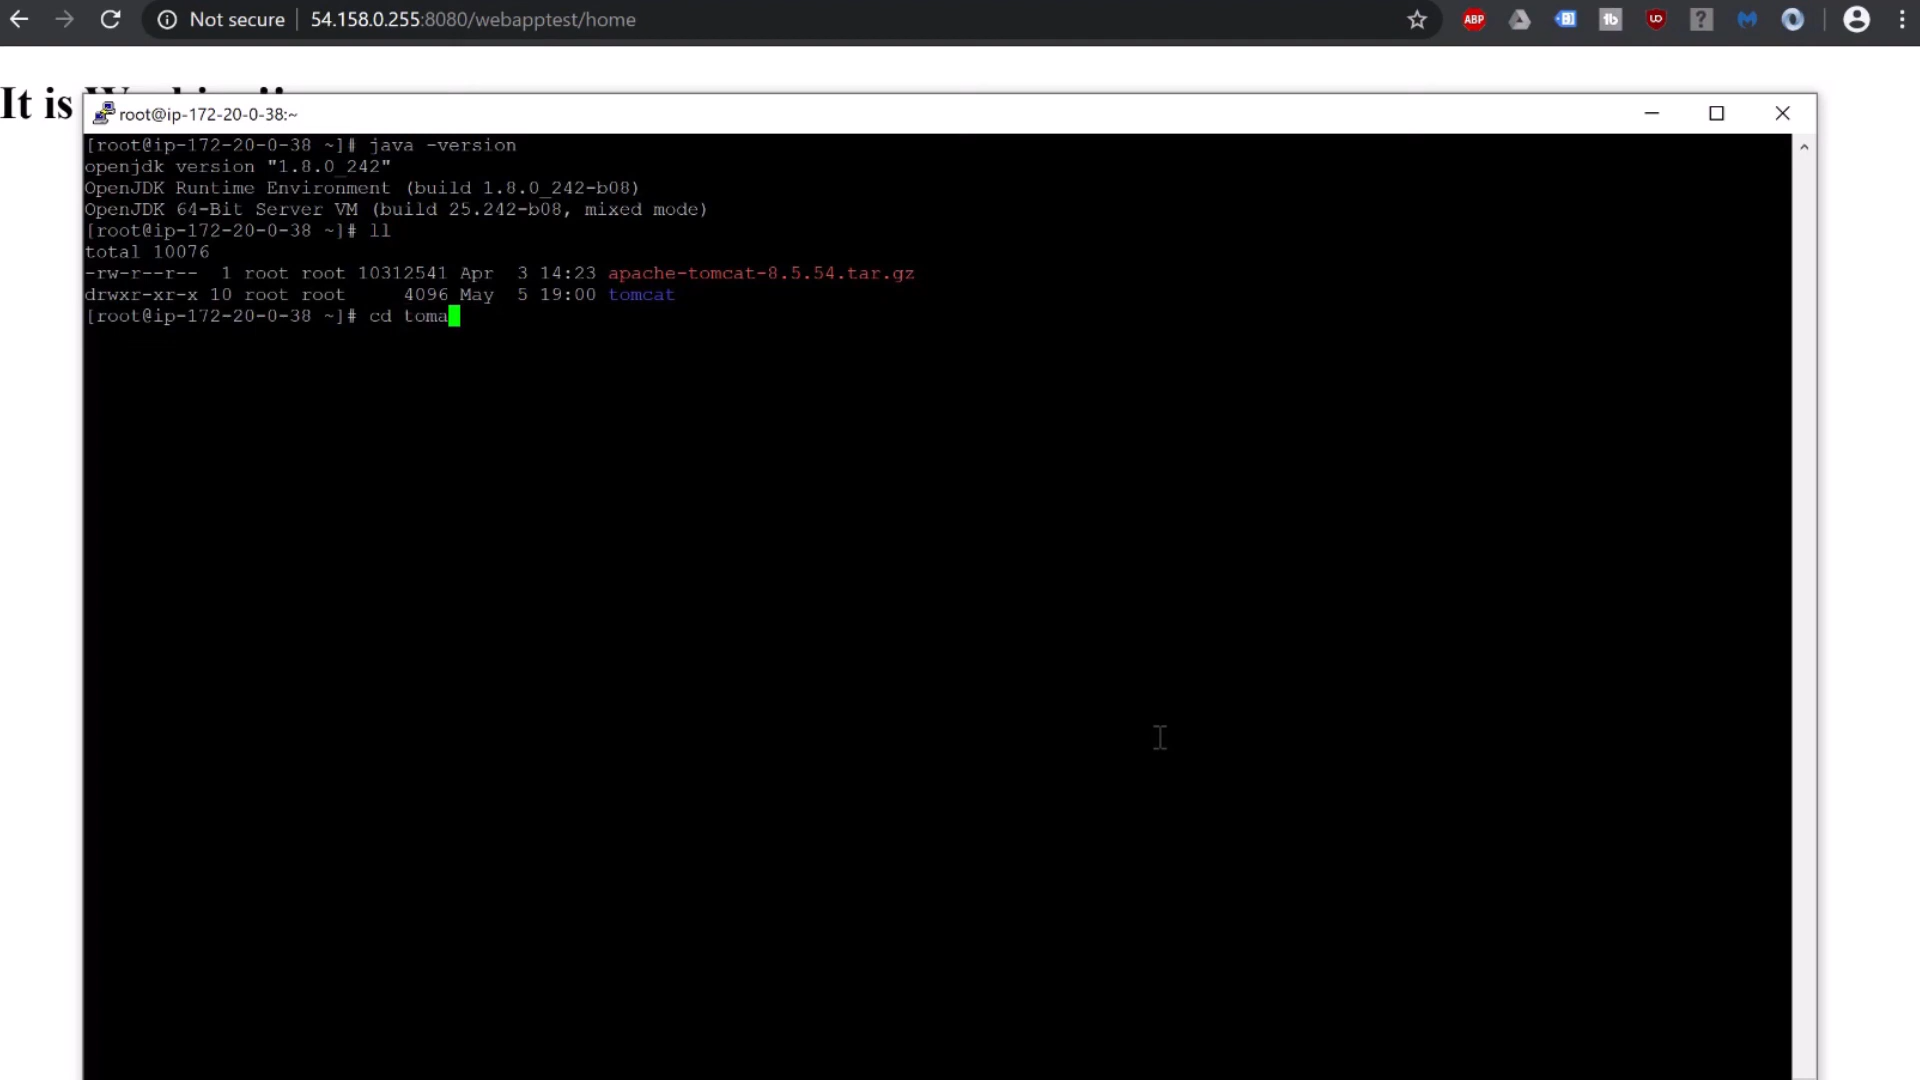 Not secure | 54.158.0.255:8080/webapptest/home
ABP
It is
root@ip-172-20-0-38:~
[root@ip-172-20-0-38 ~]# java -version
openjdk version "1.8.0_242"
OpenJDK Runtime Environment (build 1.8.0_242-b08)
OpenJDK 64-Bit Server VM (build 25.242-b08, mixed mode)
[root@ip-172-20-0-38 ~]# ll
total 10076
-rw-r--r--  1 root root 10312541 Apr  3 14:23 apache-tomcat-8.5.54.tar.gz
drwxr-xr-x 10 root root     4096 May  5 19:00 tomcat
[root@ip-172-20-0-38 ~]# cd toma